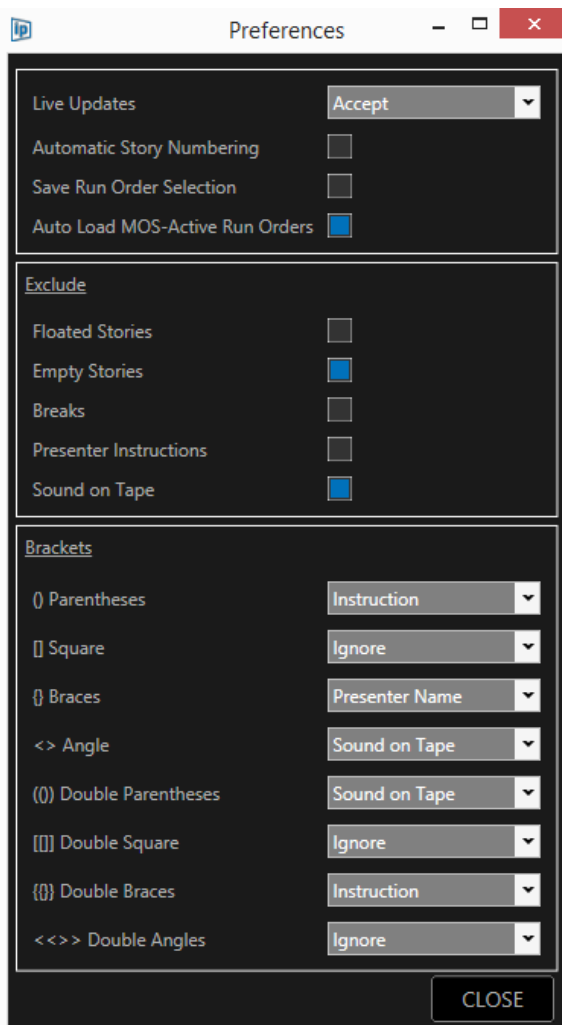 ip Preferences
Live Updates Accept
Automatic Story Numbering
Save Run Order Selection
Auto Load MOS-Active Run Orders
Exclude
Floated Stories
Empty Stories
Breaks
Presenter Instructions
Sound on Tape
Brackets
() Parentheses Instruction
[] Square Ignore
{} Braces Presenter Name
<> Angle Sound on Tape
(()) Double Parentheses Sound on Tape
[[]] Double Square Ignore
{{}} Double Braces Instruction
<<>> Double Angles Ignore
CLOSE